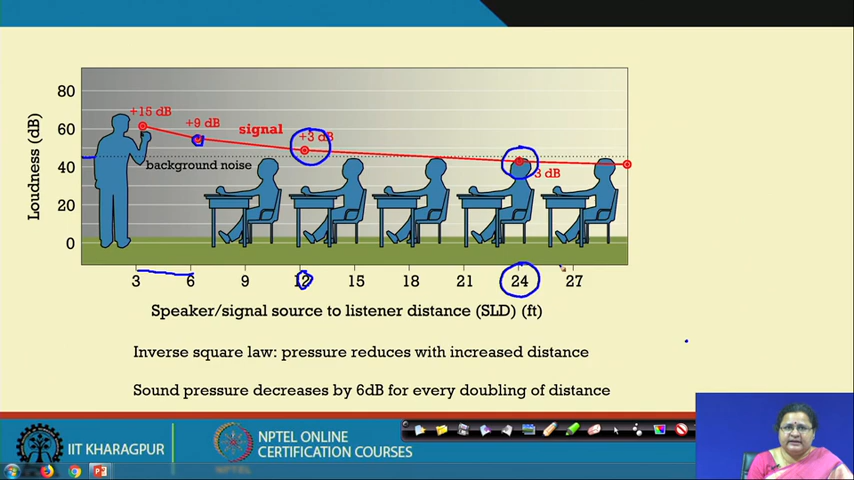 80
+15 dB
+9 dB
60
signal
+3 dB
40
background noise
3 dB
20
0
Loudness (dB)
3 6 9 12 15 18 21 24 27
Speaker/signal source to listener distance (SLD) (ft)
Inverse square law: pressure reduces with increased distance
Sound pressure decreases by 6dB for every doubling of distance
IIT KHARAGPUR
NPTEL
NPTEL ONLINE
CERTIFICATION COURSES